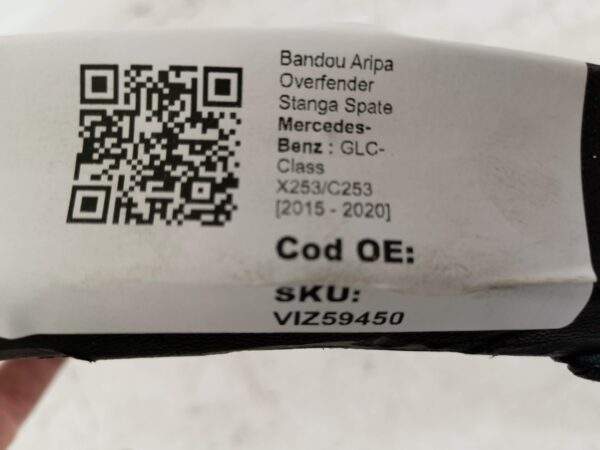 Bandou Aripa
Overfender
Stanga Spate
Mercedes-
Benz : GLC-
Class
X253/C253
[2015 - 2020]
Cod OE:
SKU:
VIZ59450